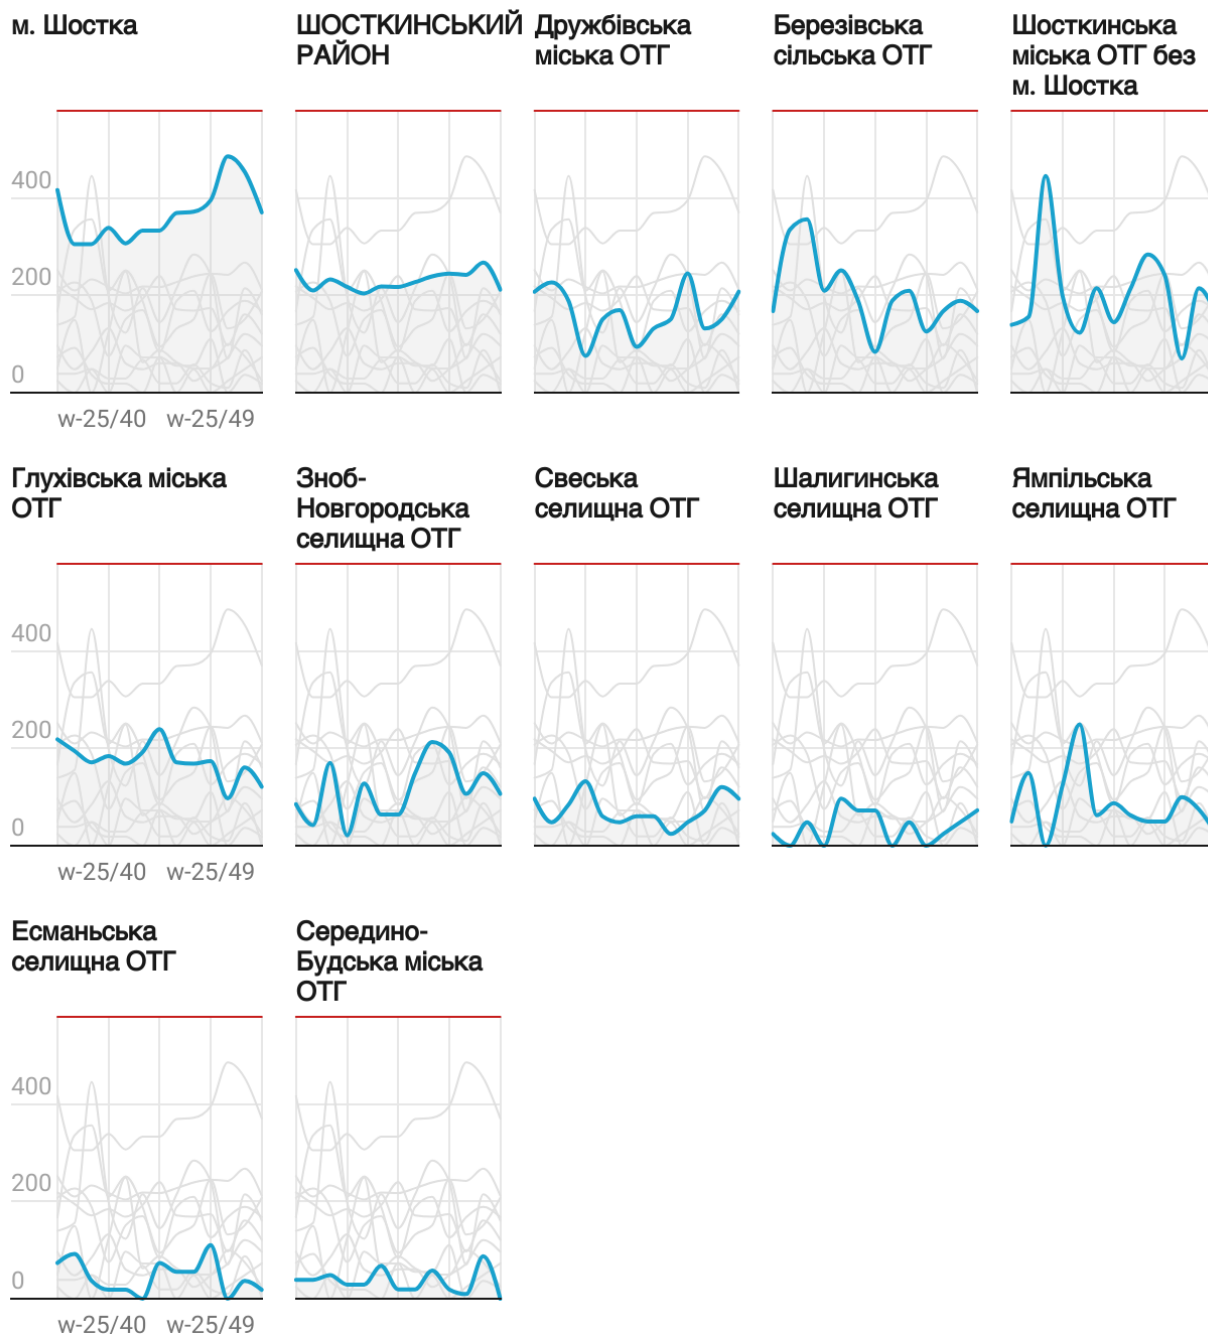 м. Шостка
ШОСТКИНСЬКИЙ
РАЙОН
Дружбівська
міська ОТГ
Березівська
сільська ОТГ
Шосткинська
міська ОТГ без
м. Шостка
400
200
0
w-25/40 w-25/49
Глухівська міська
ОТГ
Зноб-
Новгородська
селищна ОТГ
Свеська
селищна ОТГ
Шалигинська
селищна ОТГ
Ямпільська
селищна ОТГ
400
200
0
w-25/40 w-25/49
Есманьська
селищна ОТГ
Середино-
Будська міська
ОТГ
400
200
0
w-25/40 w-25/49